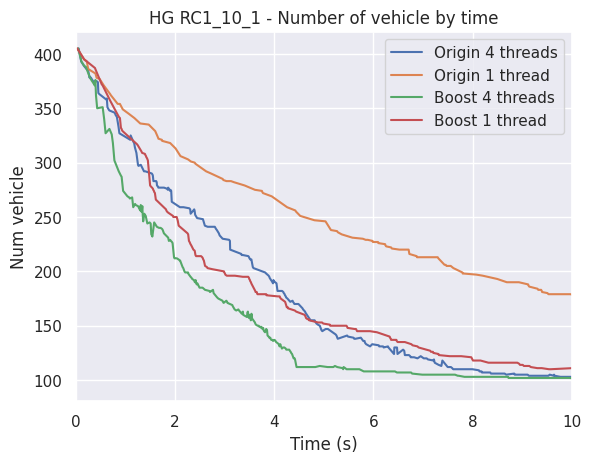 HG RC1_10_1 - Number of vehicle by time
Origin 4 threads
Origin 1 thread
Boost 4 threads
Boost 1 thread
Num vehicle
400
350
300
250
200
150
100
0 2 4 6 8 10
Time (s)